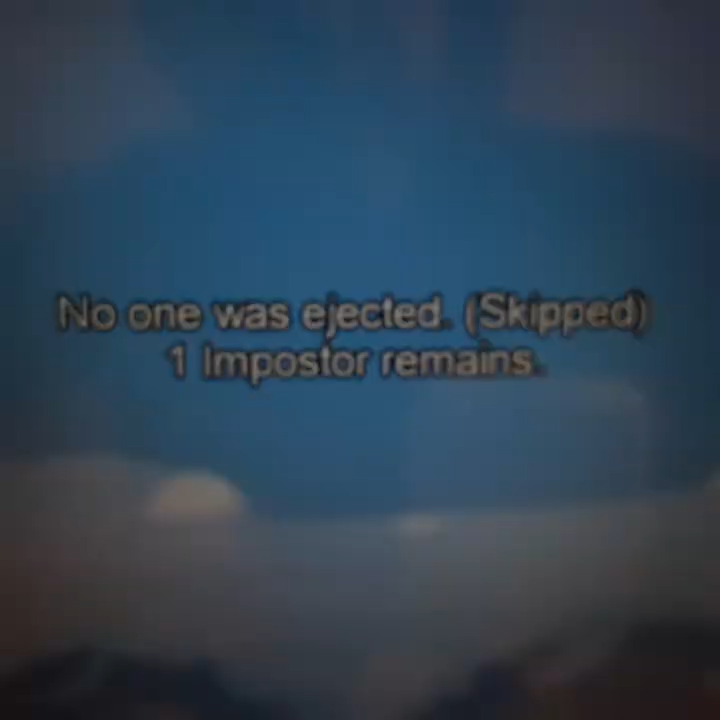 No one was ejected. (Skipped)
1 Impostor remains.